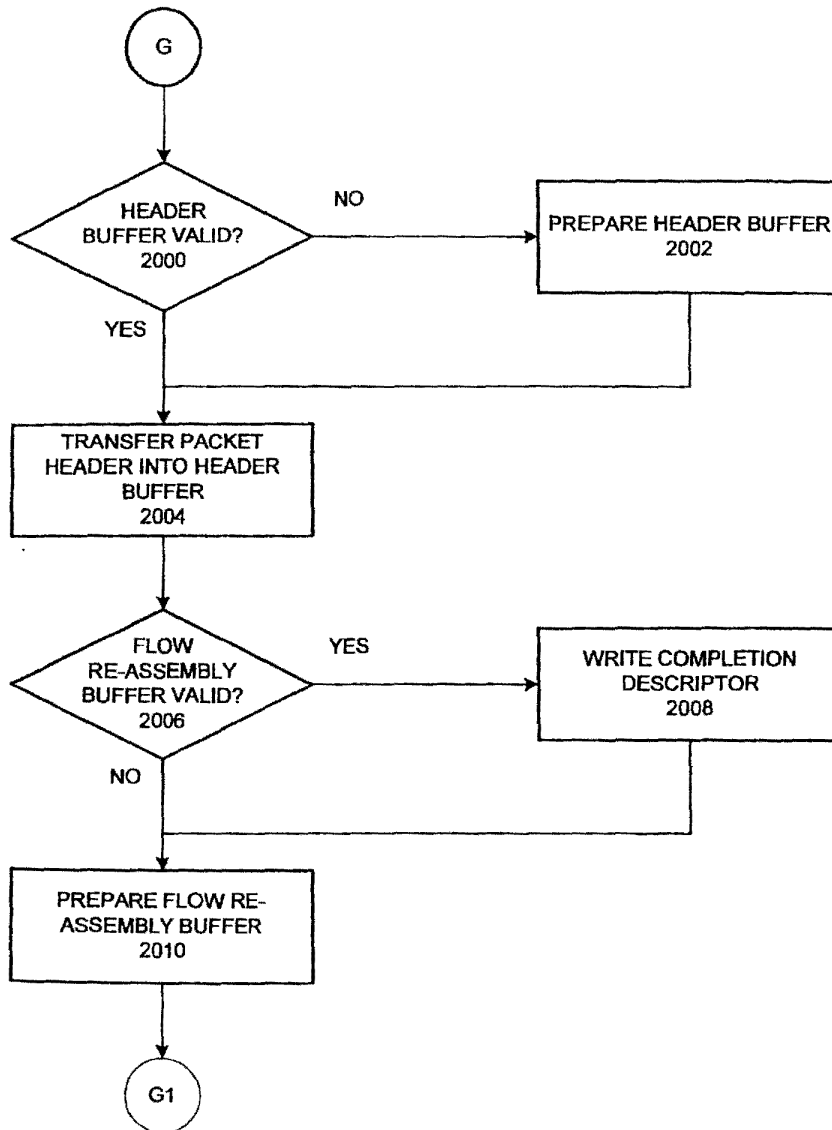 G
HEADER
BUFFER VALID?
2000
NO
PREPARE HEADER BUFFER
2002
YES
TRANSFER PACKET
HEADER INTO HEADER
BUFFER
2004
FLOW
RE-ASSEMBLY
BUFFER VALID?
2006
YES
WRITE COMPLETION
DESCRIPTOR
2008
NO
PREPARE FLOW RE-
ASSEMBLY BUFFER
2010
G1